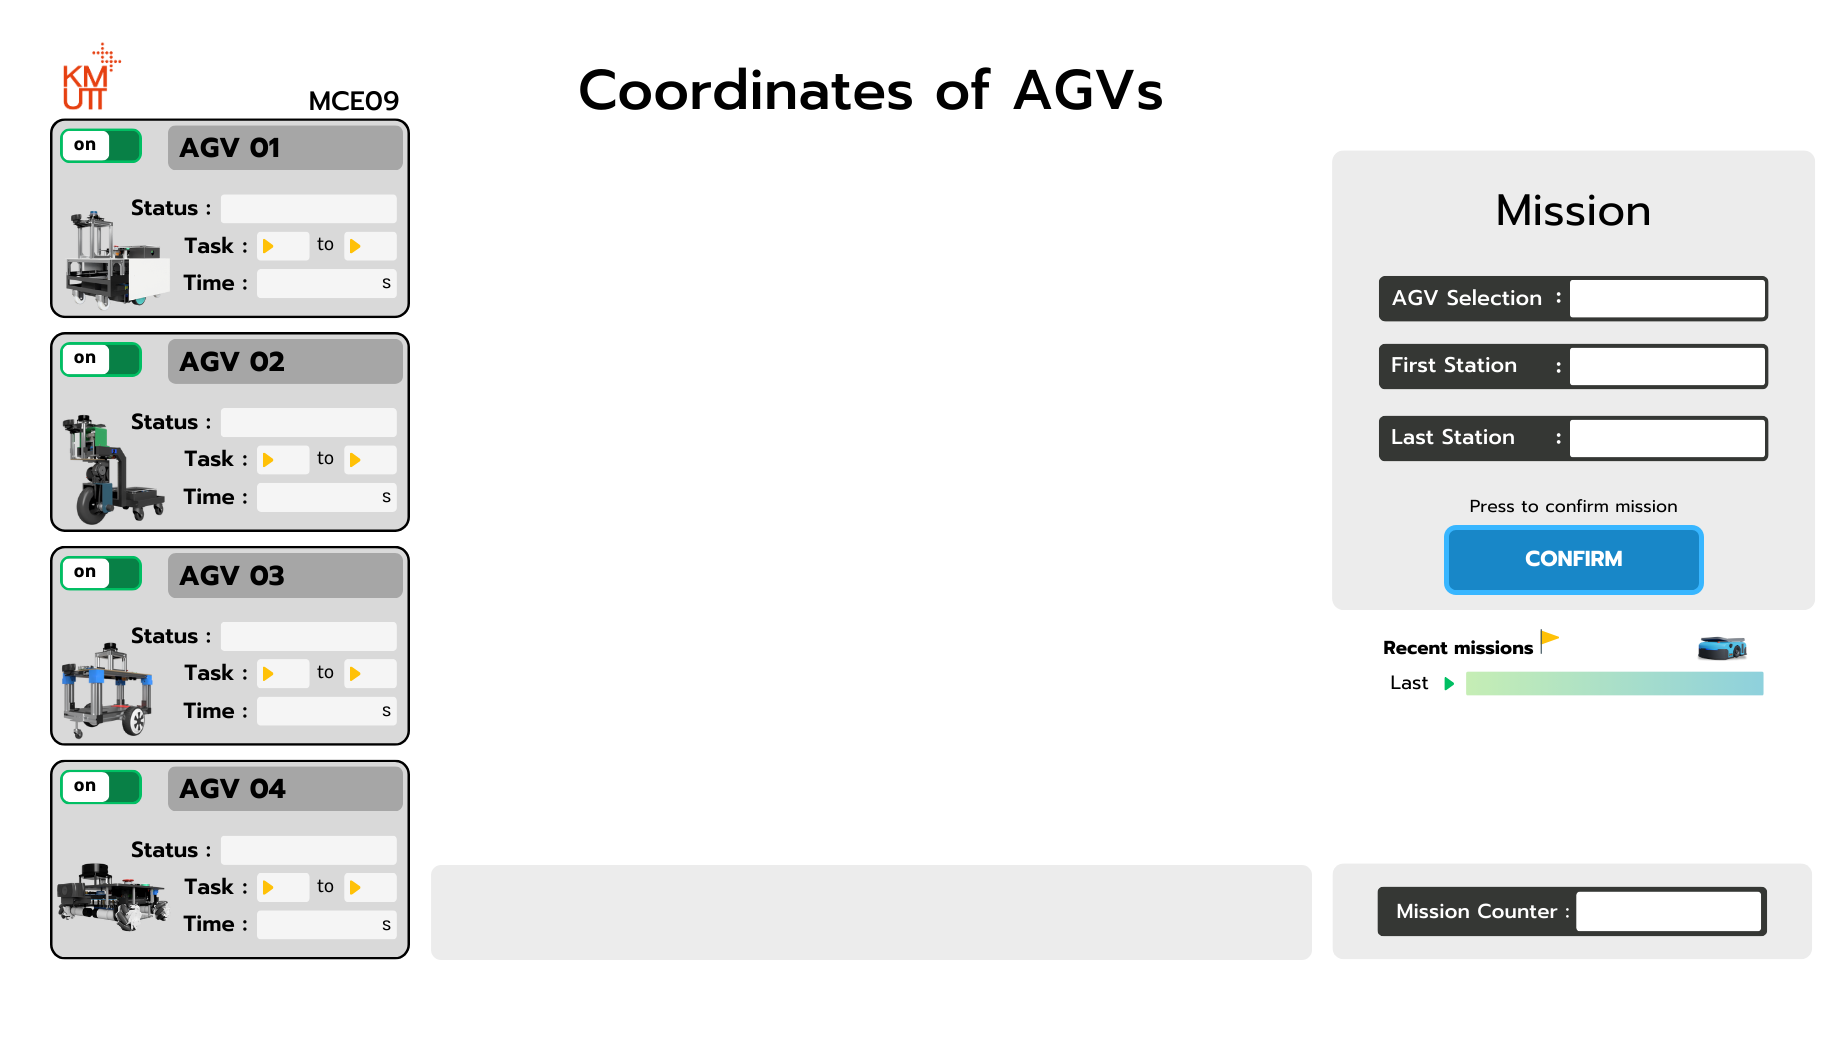 KM
UTT
MCE09
Coordinates of AGVs
on
AGV 01
Status :
Task : to
Time : s
on
AGV 02
Status :
Task : to
Time : s
on
AGV 03
Status :
Task : to
Time : s
on
AGV 04
Status :
Task : to
Time : s
Mission
AGV Selection :
First Station :
Last Station :
Press to confirm mission
CONFIRM
Recent missions
Last
Mission Counter :